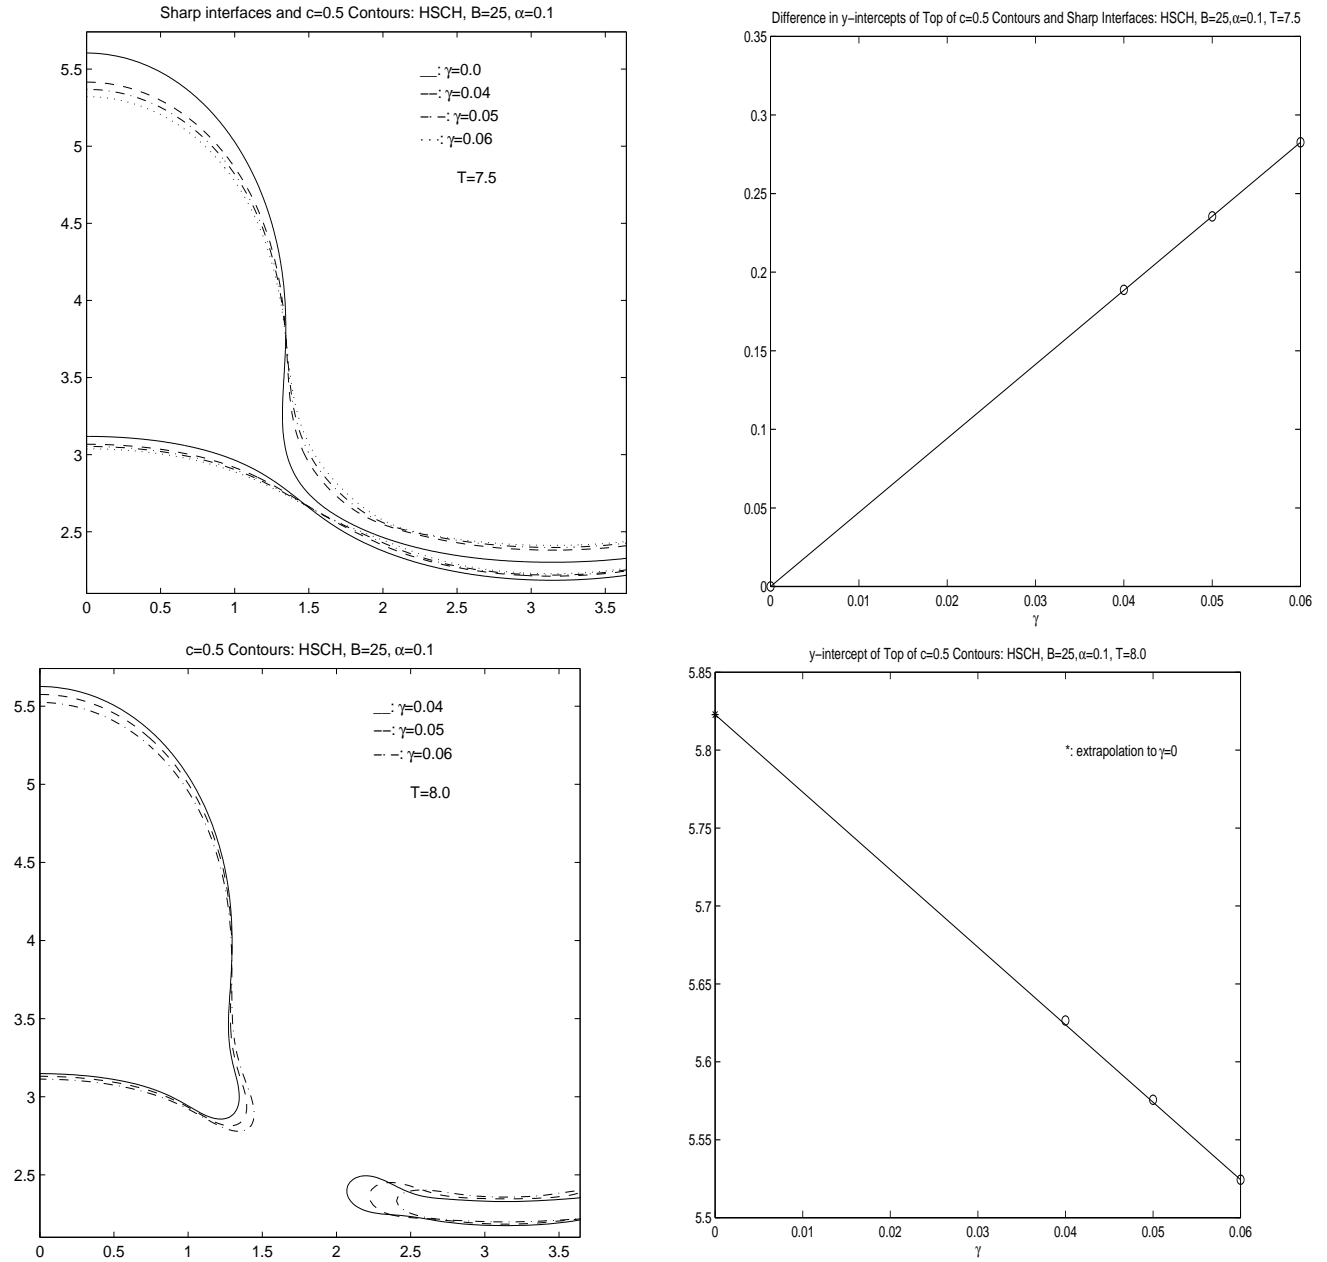 Sharp interfaces and c=0.5 Contours: HSCH, B=25, α=0.1
__: γ=0.0
−−: γ=0.04
−·−: γ=0.05
···: γ=0.06
T=7.5
5.5
5
4.5
4
3.5
3
2.5
0 0.5 1 1.5 2 2.5 3 3.5
Difference in y-intercepts of Top of c=0.5 Contours and Sharp Interfaces: HSCH, B=25,α=0.1, T=7.5
0.35
0.3
0.25
0.2
0.15
0.1
0.05
0
0 0.01 0.02 0.03 0.04 0.05 0.06
γ
c=0.5 Contours: HSCH, B=25, α=0.1
__: γ=0.04
−−: γ=0.05
−·−: γ=0.06
T=8.0
5.5
5
4.5
4
3.5
3
2.5
0 0.5 1 1.5 2 2.5 3 3.5
y-intercept of Top of c=0.5 Contours: HSCH, B=25,α=0.1, T=8.0
*: extrapolation to γ=0
5.85
5.8
5.75
5.7
5.65
5.6
5.55
5.5
0 0.01 0.02 0.03 0.04 0.05 0.06
γ